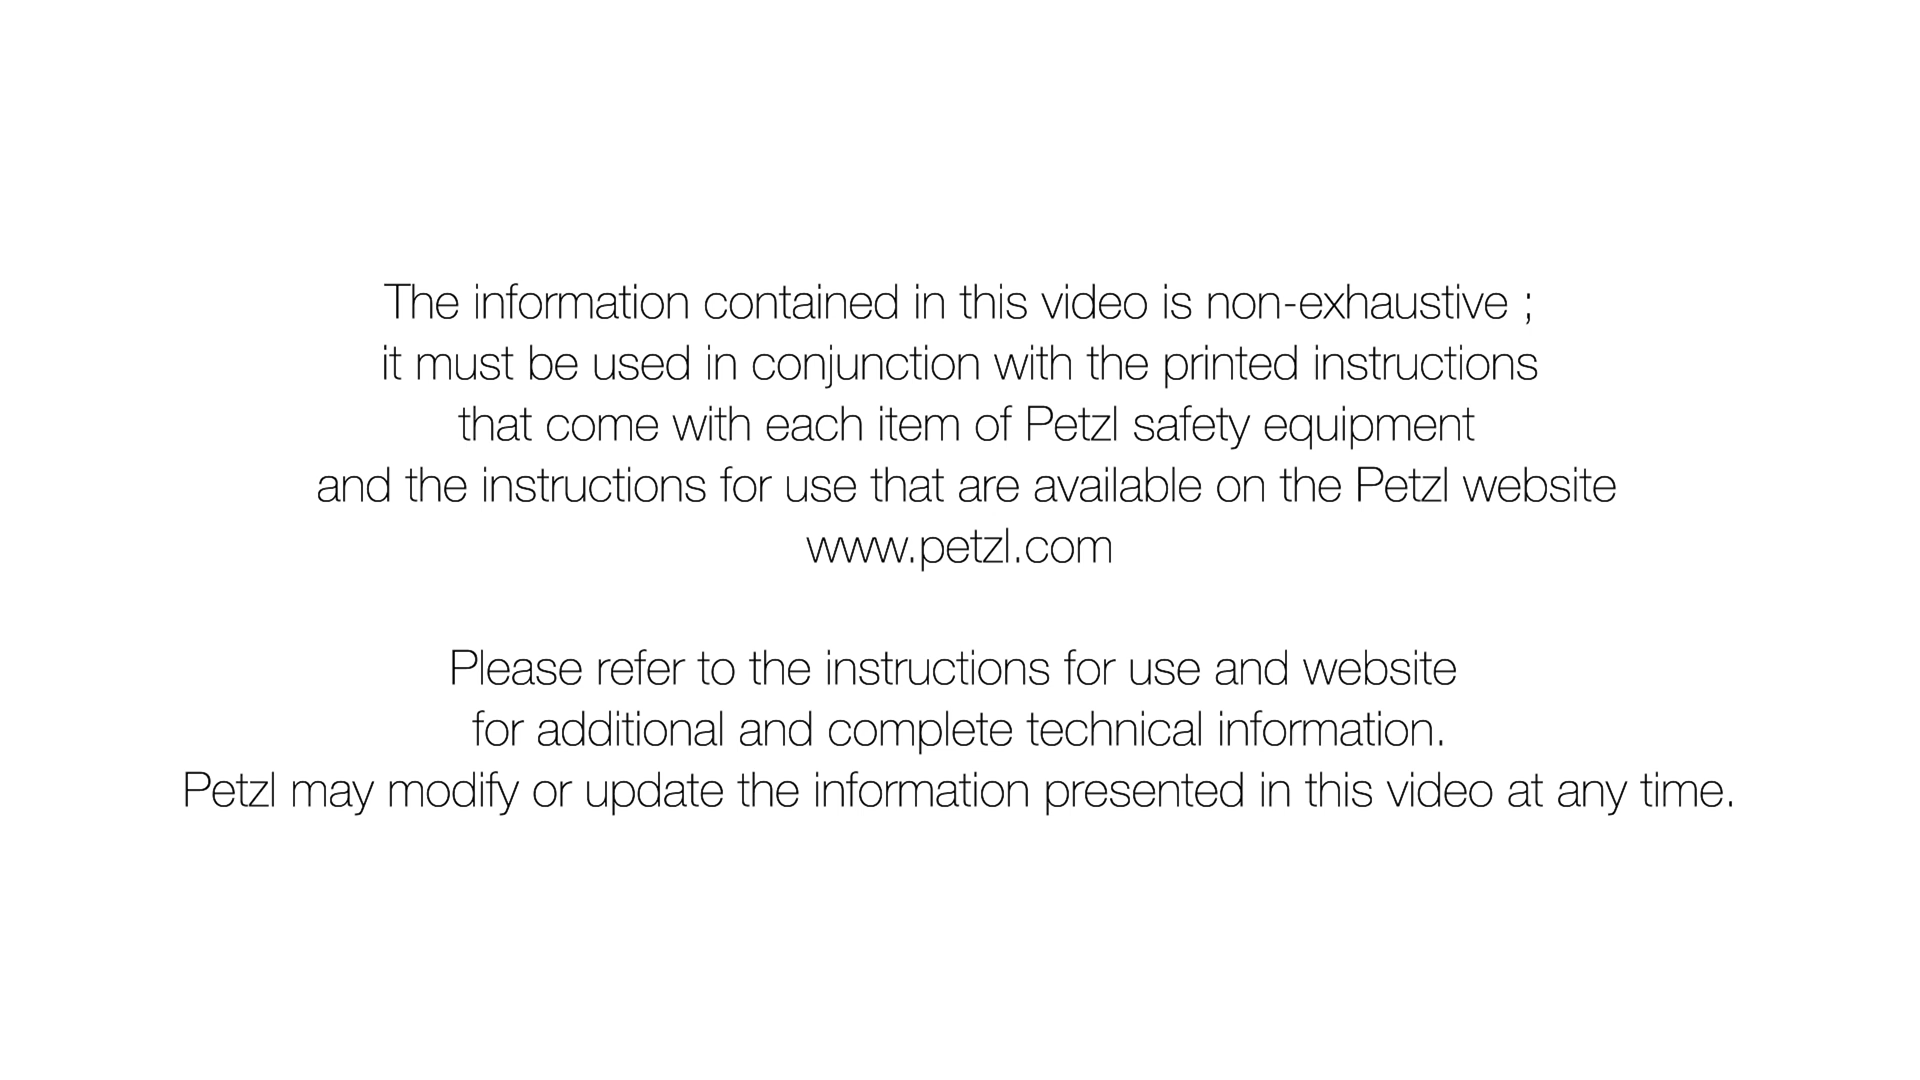 The information contained in this video is non-exhaustive ;
it must be used in conjunction with the printed instructions
that come with each item of Petzl safety equipment
and the instructions for use that are available on the Petzl website
www.petzl.com
Please refer to the instructions for use and website
for additional and complete technical information.
Petzl may modify or update the information presented in this video at any time.